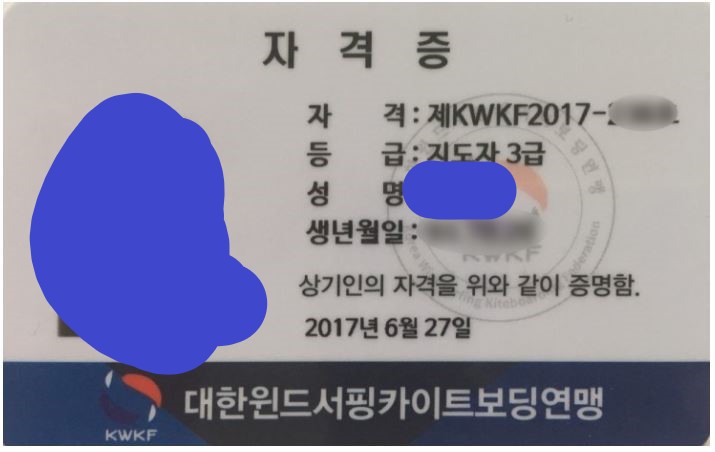 자 격 증
자 격 : 제KWKF2017-
등 급 : 지도자 3급
성 명
생년월일 :
상기인의 자격을 위와 같이 증명함.
2017년 6월 27일
KWKF
대한윈드서핑카이트보딩연맹
KWKF